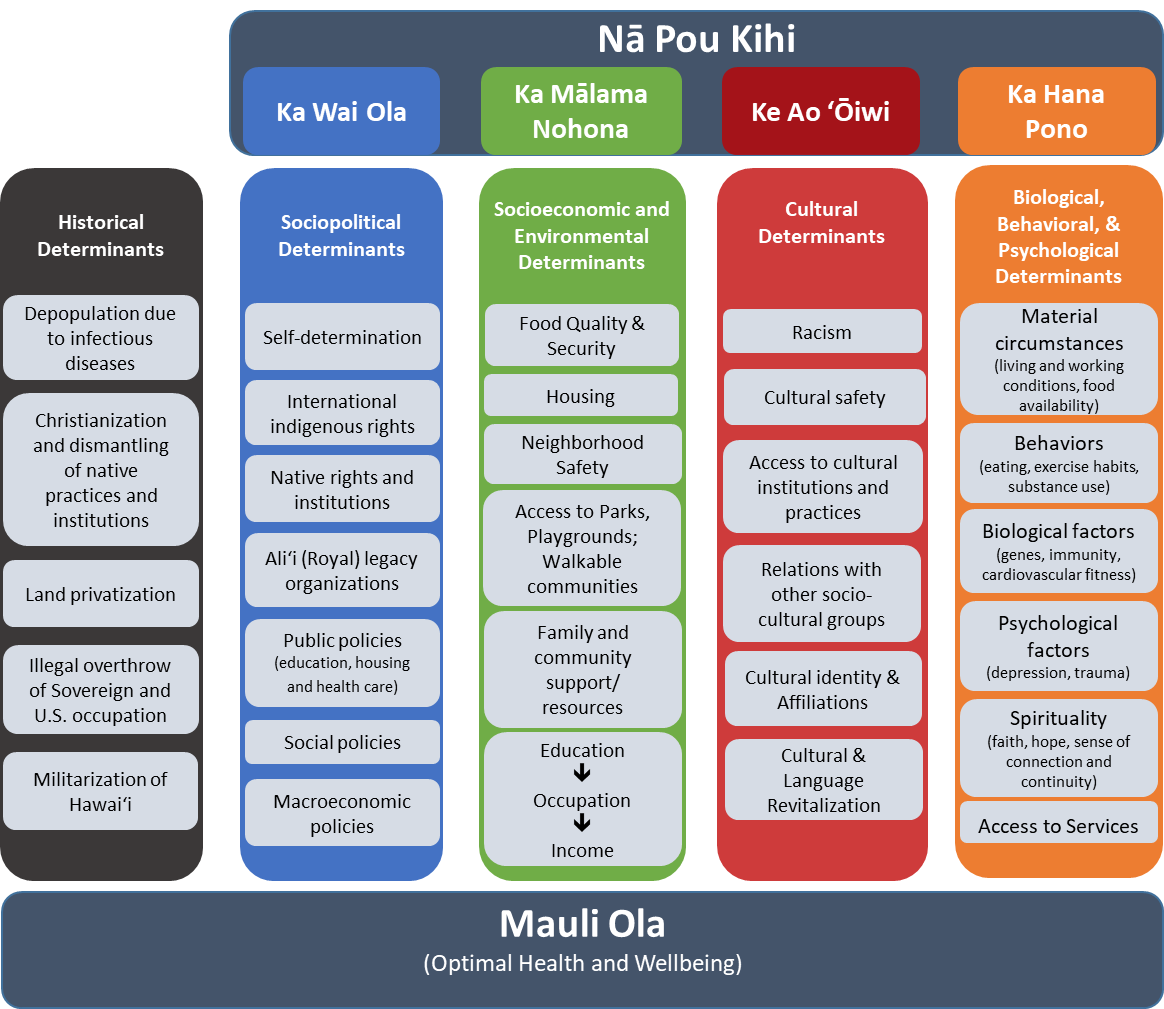 Nā Pou Kihi
Ka Wai Ola
Ka Mālama
Nohona
Ke Ao ʻŌiwi
Ka Hana
Pono
Historical
Determinants
Depopulation due
to infectious
diseases
Christianization
and dismantling
of native
practices and
institutions
Land privatization
Illegal overthrow
of Sovereign and
U.S. occupation
Militarization of
Hawaiʻi
Sociopolitical
Determinants
Self-determination
International
indigenous rights
Native rights and
institutions
Aliʻi (Royal) legacy
organizations
Public policies
(education, housing
and health care)
Social policies
Macroeconomic
policies
Socioeconomic and
Environmental
Determinants
Food Quality &
Security
Housing
Neighborhood
Safety
Access to Parks,
Playgrounds;
Walkable
communities
Family and
community
support/
resources
Education
↓
Occupation
↓
Income
Cultural
Determinants
Racism
Cultural safety
Access to cultural
institutions and
practices
Relations with
other socio-
cultural groups
Cultural identity &
Affiliations
Cultural &
Language
Revitalization
Biological,
Behavioral, &
Psychological
Determinants
Material
circumstances
(living and working
conditions, food
availability)
Behaviors
(eating, exercise habits,
substance use)
Biological factors
(genes, immunity,
cardiovascular fitness)
Psychological
factors
(depression, trauma)
Spirituality
(faith, hope, sense of
connection and
continuity)
Access to Services
Mauli Ola
(Optimal Health and Wellbeing)